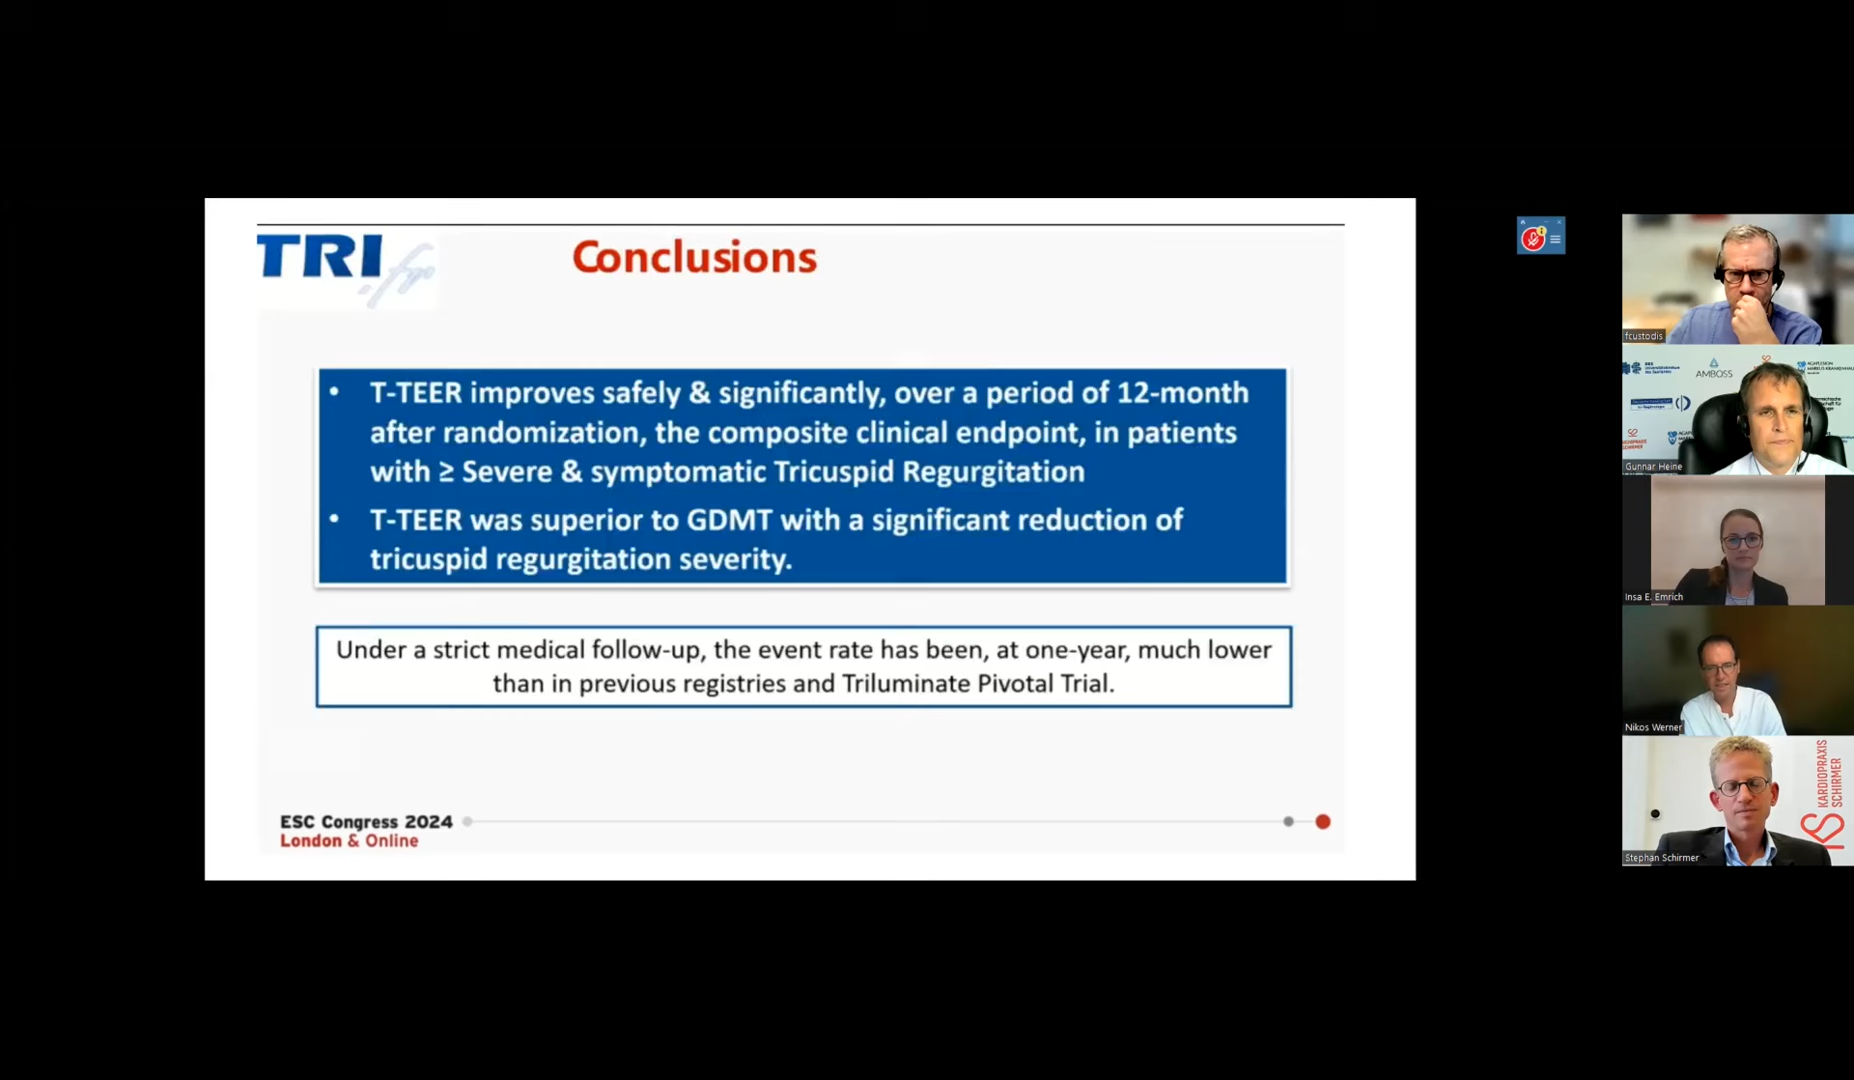 TRI
.fr
Conclusions
• T-TEER improves safely & significantly, over a period of 12-month
after randomization, the composite clinical endpoint, in patients
with ≥ Severe & symptomatic Tricuspid Regurgitation
• T-TEER was superior to GDMT with a significant reduction of
tricuspid regurgitation severity.
Under a strict medical follow-up, the event rate has been, at one-year, much lower
than in previous registries and Triluminate Pivotal Trial.
ESC Congress 2024
London & Online
fcustodis
AMBOSS
Gunnar Heine
Insa E. Emrich
Nikos Werner
KARDIOPRAXIS
SCHIRMER
Stephan Schirmer